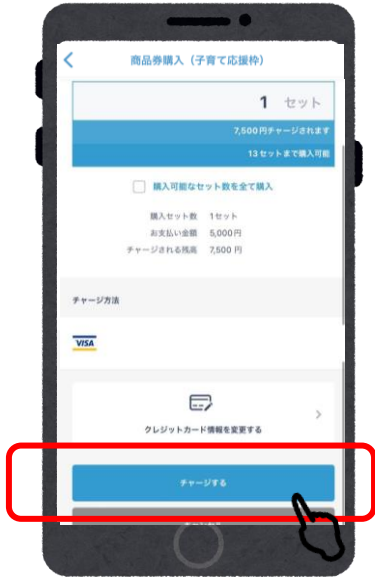 商品券購入（子育て応援枠）
1 セット
7,500円チャージされます
13セットまで購入可能
購入可能なセット数を全て購入
購入セット数 1セット
お支払い金額 5,000円
チャージされる残高 7,500円
チャージ方法
VISA
クレジットカード情報を変更する
チャージする